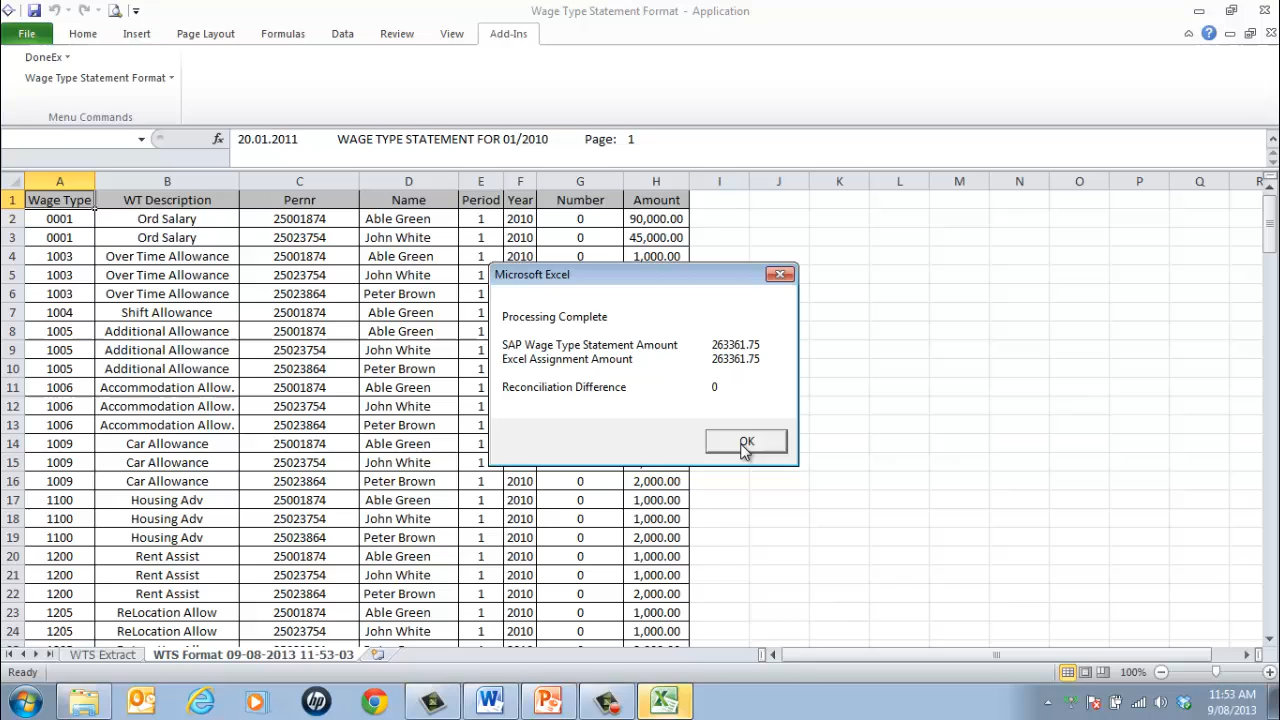 Wage Type Statement Format - Application
File Home Insert Page Layout Formulas Data Review View Add-Ins
DoneEx
Wage Type Statement Format
Menu Commands
fx 20.01.2011 WAGE TYPE STATEMENT FOR 01/2010 Page: 1
A B C D E F G H I J K L M N O P Q R
1 Wage Type WT Description Pernr Name Period Year Number Amount
2 0001 Ord Salary 25001874 Able Green 1 2010 0 90,000.00
3 0001 Ord Salary 25023754 John White 1 2010 0 45,000.00
4 1003 Over Time Allowance 25001874 Able Green 1 2010 0 1,000.00
5 1003 Over Time Allowance 25023754 John White 1
6 1003 Over Time Allowance 25023864 Peter Brown 1
7 1004 Shift Allowance 25001874 Able Green 1
8 1005 Additional Allowance 25001874 Able Green 1
9 1005 Additional Allowance 25023754 John White 1
10 1005 Additional Allowance 25023864 Peter Brown 1
11 1006 Accommodation Allow. 25001874 Able Green 1
12 1006 Accommodation Allow. 25023754 John White 1
13 1006 Accommodation Allow. 25023864 Peter Brown 1
14 1009 Car Allowance 25001874 Able Green 1
15 1009 Car Allowance 25023754 John White 1
16 1009 Car Allowance 25023864 Peter Brown 1 2010 0 2,000.00
17 1100 Housing Adv 25001874 Able Green 1 2010 0 1,000.00
18 1100 Housing Adv 25023754 John White 1 2010 0 1,000.00
19 1100 Housing Adv 25023864 Peter Brown 1 2010 0 2,000.00
20 1200 Rent Assist 25001874 Able Green 1 2010 0 1,000.00
21 1200 Rent Assist 25023754 John White 1 2010 0 1,000.00
22 1200 Rent Assist 25023864 Peter Brown 1 2010 0 2,000.00
23 1205 ReLocation Allow 25001874 Able Green 1 2010 0 1,000.00
24 1205 ReLocation Allow 25023754 John White 1 2010 0 1,000.00
Microsoft Excel
Processing Complete
SAP Wage Type Statement Amount 263361.75
Excel Assignment Amount 263361.75
Reconciliation Difference 0
OK
WTS Extract WTS Format 09-08-2013 11-53-03
Ready 100%
11:53 AM
9/08/2013